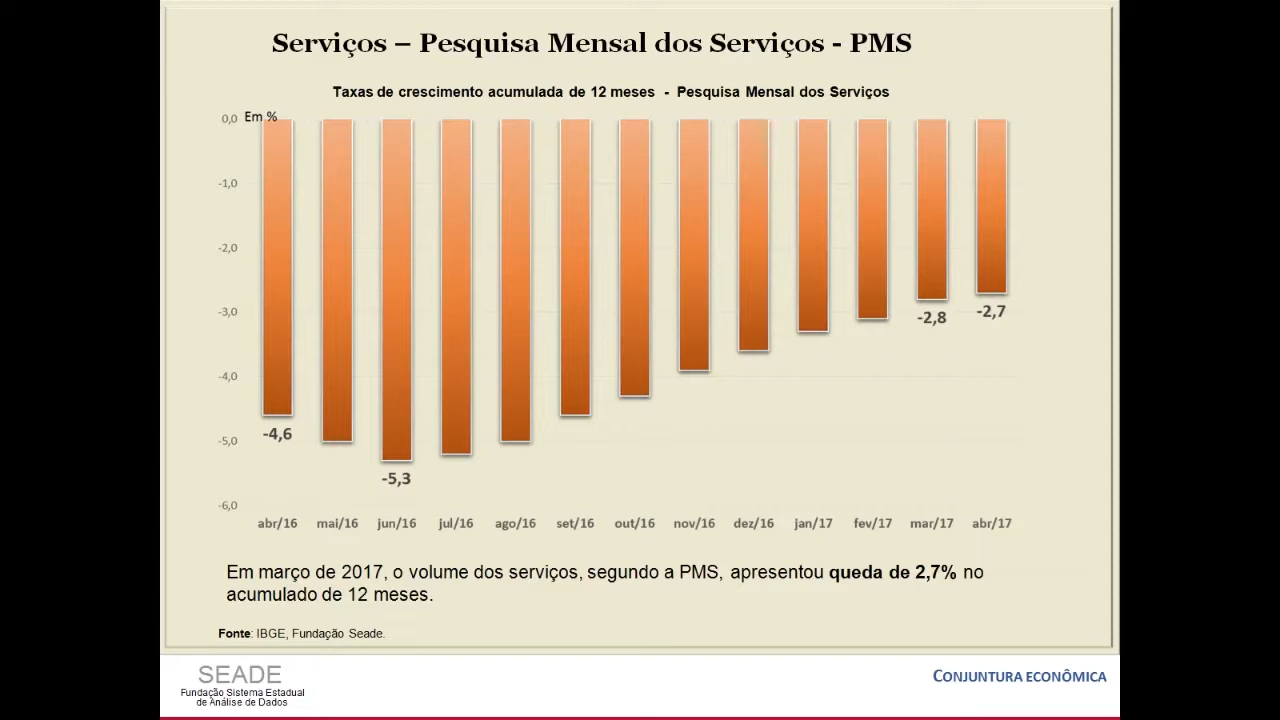 Serviços – Pesquisa Mensal dos Serviços - PMS
Taxas de crescimento acumulada de 12 meses - Pesquisa Mensal dos Serviços
Em %
0,0
-1,0
-2,0
-3,0
-4,0
-5,0
-6,0
-4,6
-5,3
-2,8
-2,7
abr/16 mai/16 jun/16 jul/16 ago/16 set/16 out/16 nov/16 dez/16 jan/17 fev/17 mar/17 abr/17
Em março de 2017, o volume dos serviços, segundo a PMS, apresentou queda de 2,7% no
acumulado de 12 meses.
Fonte: IBGE, Fundação Seade.
SEADE
Fundação Sistema Estadual
de Análise de Dados
CONJUNTURA ECONÔMICA